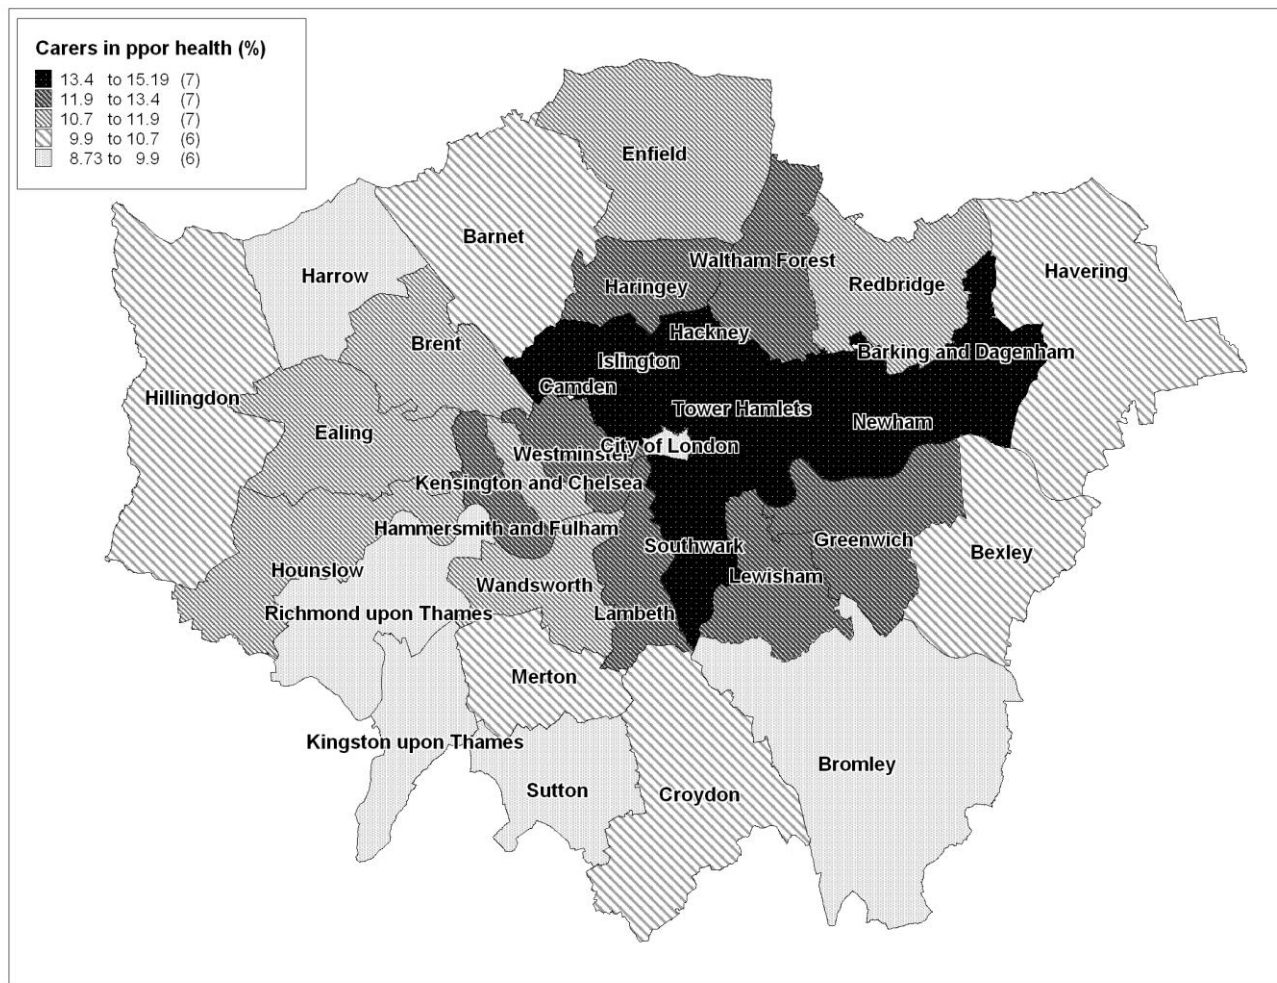 Carers in ppor health (%)
13.4 to 15.19 (7)
11.9 to 13.4 (7)
10.7 to 11.9 (7)
9.9 to 10.7 (6)
8.73 to 9.9 (6)
Enfield
Barnet
Waltham Forest
Harrow
Havering
Haringey
Redbridge
Hackney
Brent
Barking and Dagenham
Islington
Camden
Hillingdon
Tower Hamlets
Newham
Ealing
City of London
Westminster
Kensington and Chelsea
Hammersmith and Fulham
Greenwich
Southwark
Bexley
Hounslow
Lewisham
Wandsworth
Richmond upon Thames
Lambeth
Merton
Kingston upon Thames
Bromley
Sutton
Croydon